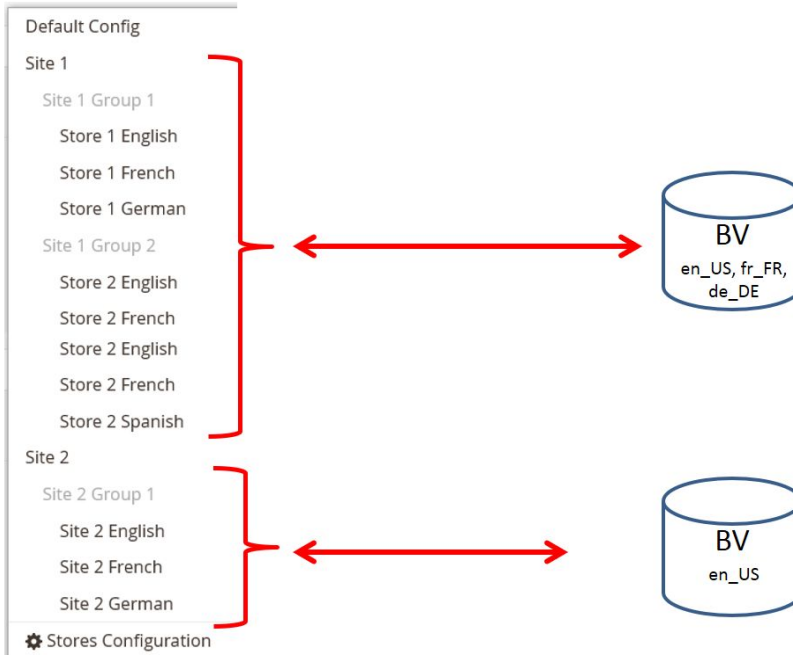 Default Config
Site 1
Site 1 Group 1
Store 1 English
Store 1 French
Store 1 German
Site 1 Group 2
Store 2 English
Store 2 French
Store 2 English
Store 2 French
Store 2 Spanish
Site 2
Site 2 Group 1
Site 2 English
Site 2 French
Site 2 German
Stores Configuration
BV
en_US, fr_FR,
de_DE
BV
en_US